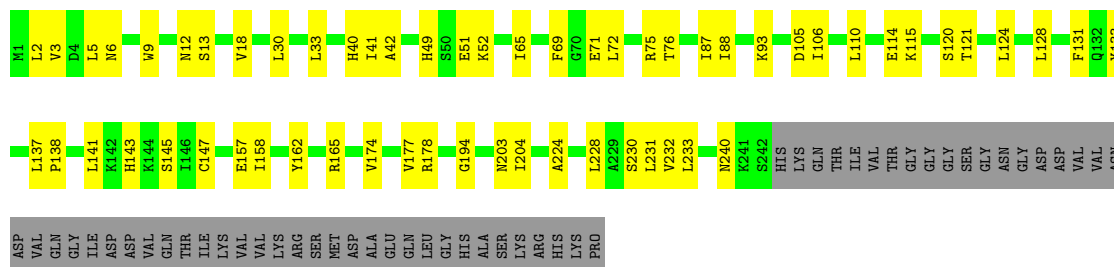 M1 L2 V3 D4 L5 N6 W9 N12 S13 V18 L30 L33 H40 I41 A42 H49 S50 E51 K52 I65 F69 G70 E71 L72 R75 T76 I87 I88 K93 D105 I106 L110 E114 K115 S120 T121 L124 L128 F131 Q132
L137 P138 L141 K142 H143 K144 S145 I146 C147 E157 I158 Y162 R165 V174 V177 R178 G194 N203 I204 A224 L228 A229 S230 L231 V232 L233 N240 K241 S242 HIS LYS GLN THR ILE VAL THR GLY GLY GLY SER GLY ASN GLY ASP ASP VAL VAL ASN
ASP VAL GLN GLY ILE ASP ASP VAL GLN THR ILE LYS VAL VAL LYS ARG SER MET ASP ALA GLU GLN LEU GLY HIS ALA SER LYS ARG HIS LYS PRO